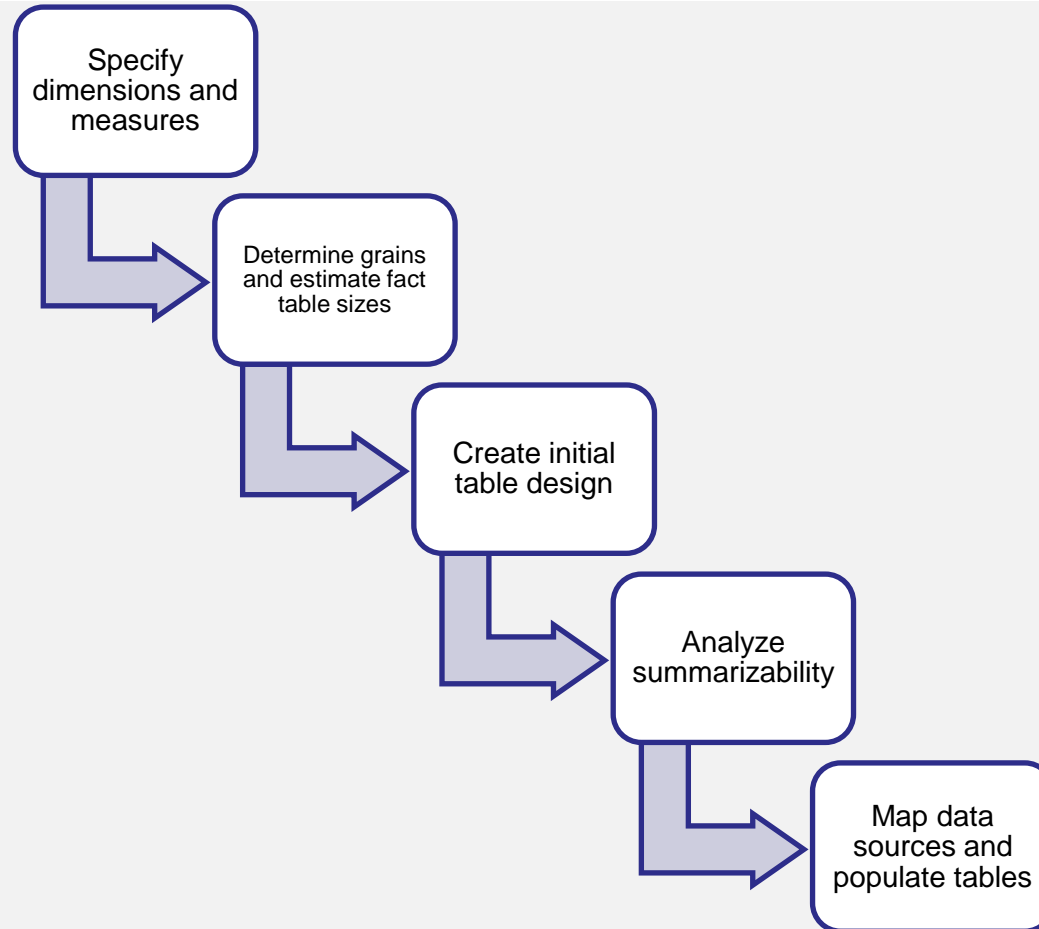 Specify
dimensions and
measures
Determine grains
and estimate fact
table sizes
Create initial
table design
Analyze
summarizability
Map data
sources and
populate tables